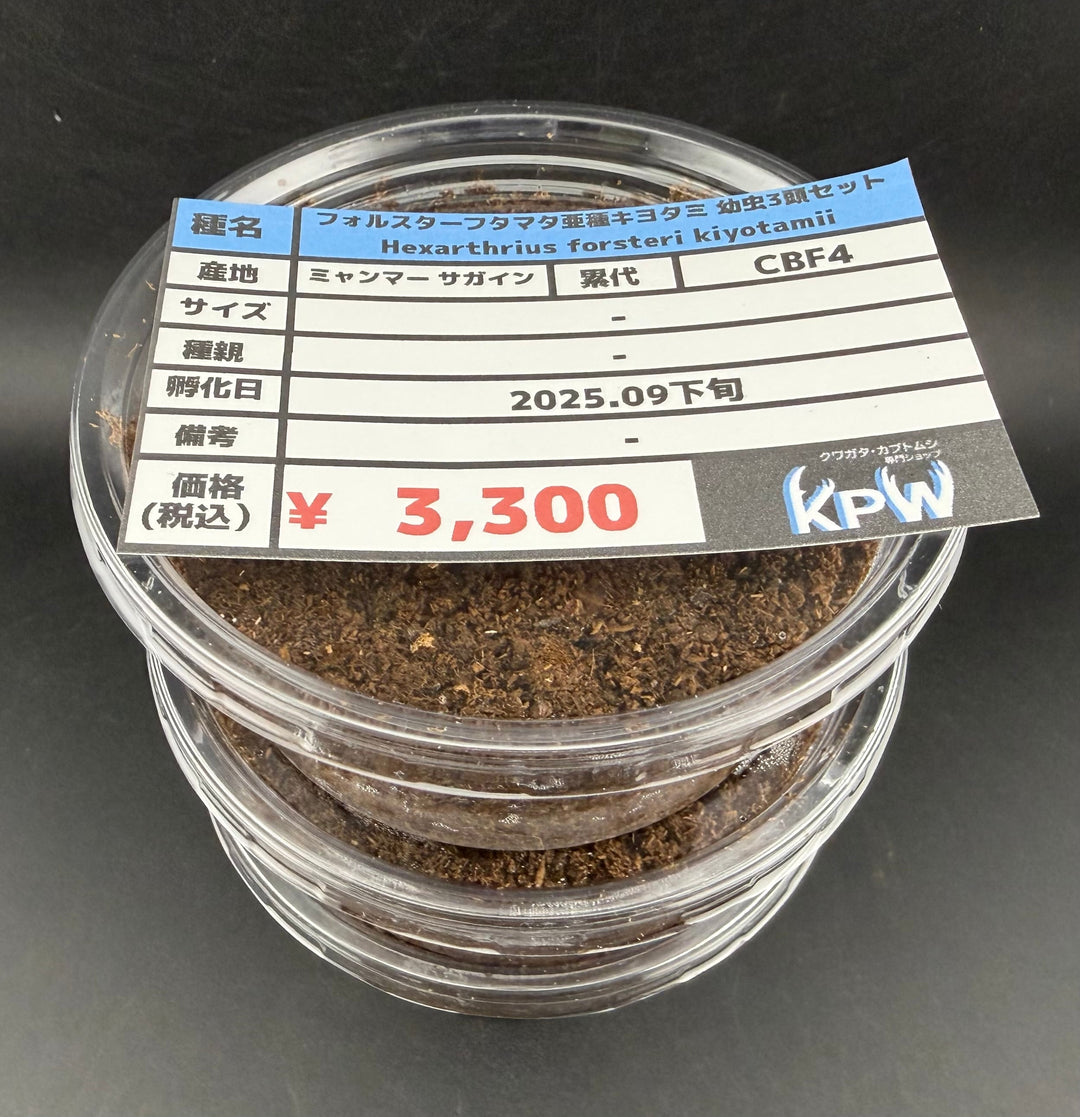 種名 フォルスターフタマタ亜種キヨタミ 幼虫3頭セット
Hexarthrius forsteri kiyotamii
産地 ミャンマー サガイン 累代 CBF4
サイズ -
種親 -
孵化日 2025.09下旬
備考 -
価格
(税込) ¥ 3,300
クワガタ・カブトムシ
専門ショップ
KPW